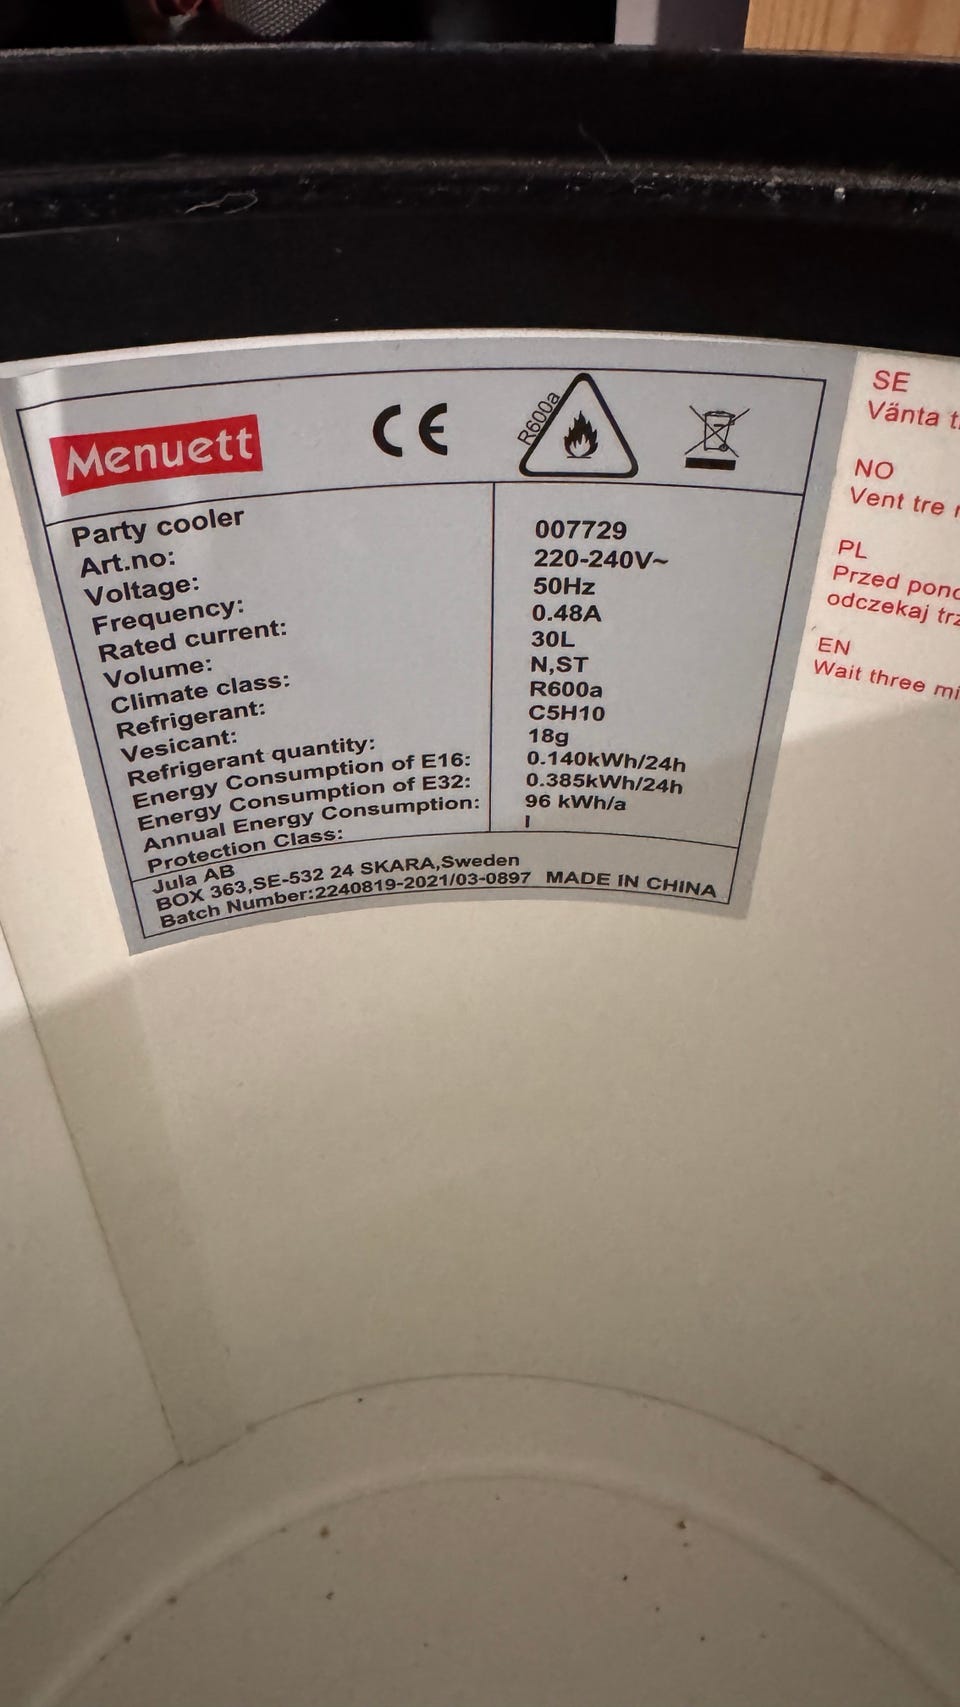 Menuett
CE
R600a
Party cooler
Art.no: 007729
Voltage: 220-240V~
Frequency: 50Hz
Rated current: 0.48A
Volume: 30L
Climate class: N,ST
Refrigerant: R600a
Vesicant: C5H10
Refrigerant quantity: 18g
Energy Consumption of E16: 0.140kWh/24h
Energy Consumption of E32: 0.385kWh/24h
Annual Energy Consumption: 96 kWh/a
Protection Class: I
Jula AB
BOX 363,SE-532 24 SKARA,Sweden
Batch Number:2240819-2021/03-0897 MADE IN CHINA
SE
Vänta
NO
Vent tre
PL
Przed
odczekaj
EN
Wait three